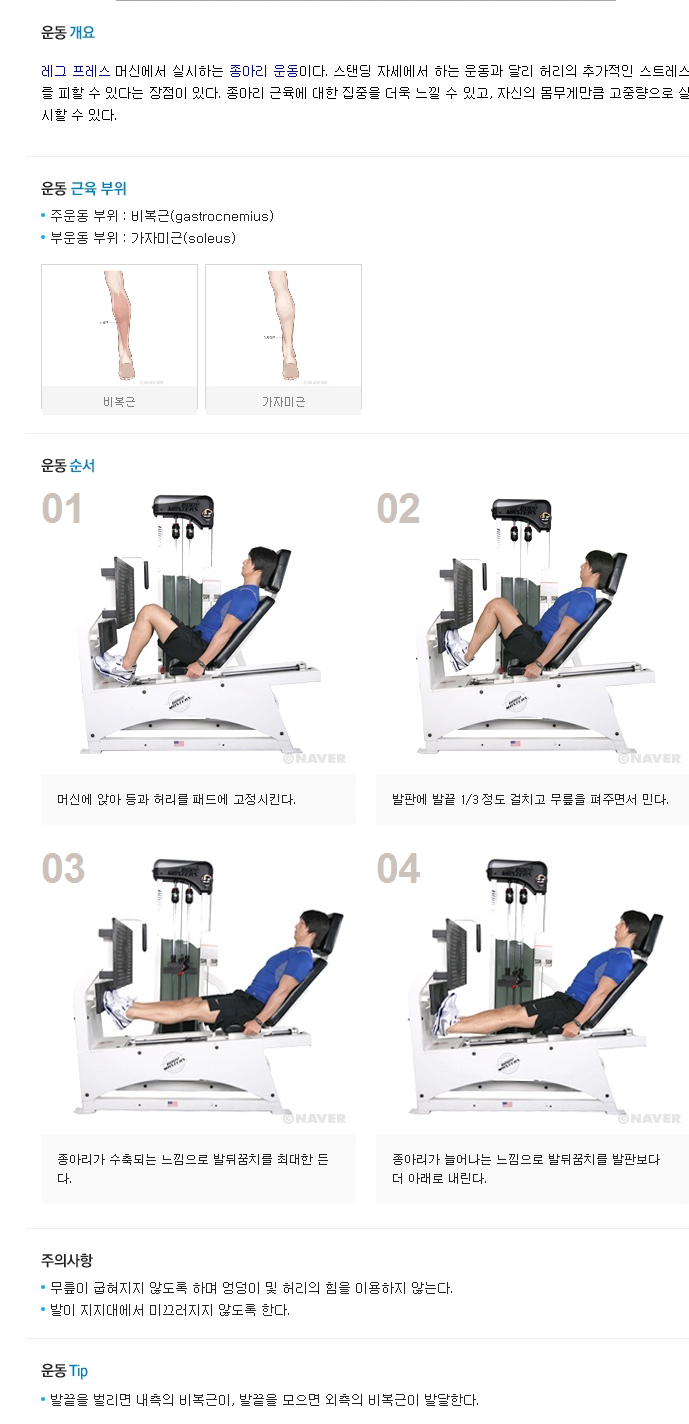 운동 개요
레그 프레스 머신에서 실시하는 종아리 운동이다. 스탠딩 자세에서 하는 운동과 달리 허리의 추가적인 스트레스
를 피할 수 있다는 장점이 있다. 종아리 근육에 대한 집중을 더욱 느낄 수 있고, 자신의 몸무게만큼 고중량으로 실
시할 수 있다.
운동 근육 부위
주운동 부위 : 비복근(gastrocnemius)
부운동 부위 : 가자미근(soleus)
©NAVER
©NAVER
비복근
가자미근
운동 순서
01
02
©NAVER
©NAVER
머신에 앉아 등과 허리를 패드에 고정시킨다.
발판에 발끝 1/3 정도 걸치고 무릎을 펴주면서 민다.
03
04
©NAVER
©NAVER
종아리가 수축되는 느낌으로 발뒤꿈치를 최대한 든
다.
종아리가 늘어나는 느낌으로 발뒤꿈치를 발판보다
더 아래로 내린다.
주의사항
무릎이 굽혀지지 않도록 하며 엉덩이 및 허리의 힘을 이용하지 않는다.
발이 지지대에서 미끄러지지 않도록 한다.
운동 Tip
발끝을 벌리면 내측의 비복근이, 발끝을 모으면 외측의 비복근이 발달한다.